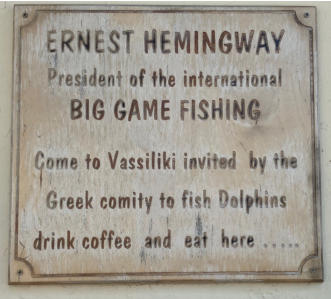 ERNEST HEMINGWAY
President of the international
BIG GAME FISHING
Come to Vassiliki invited by the
Greek comity to fish Dolphins
drink coffee and eat here .....